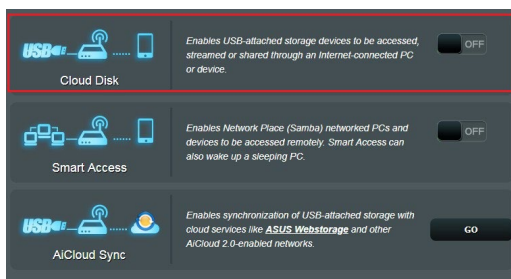 USB
Cloud Disk
Enables USB-attached storage devices to be accessed,
streamed or shared through an Internet-connected PC
or device.
OFF
Smart Access
Enables Network Place (Samba) networked PCs and
devices to be accessed remotely. Smart Access can
also wake up a sleeping PC.
OFF
USB
AiCloud Sync
Enables synchronization of USB-attached storage with
cloud services like ASUS Webstorage and other
AiCloud 2.0-enabled networks.
GO